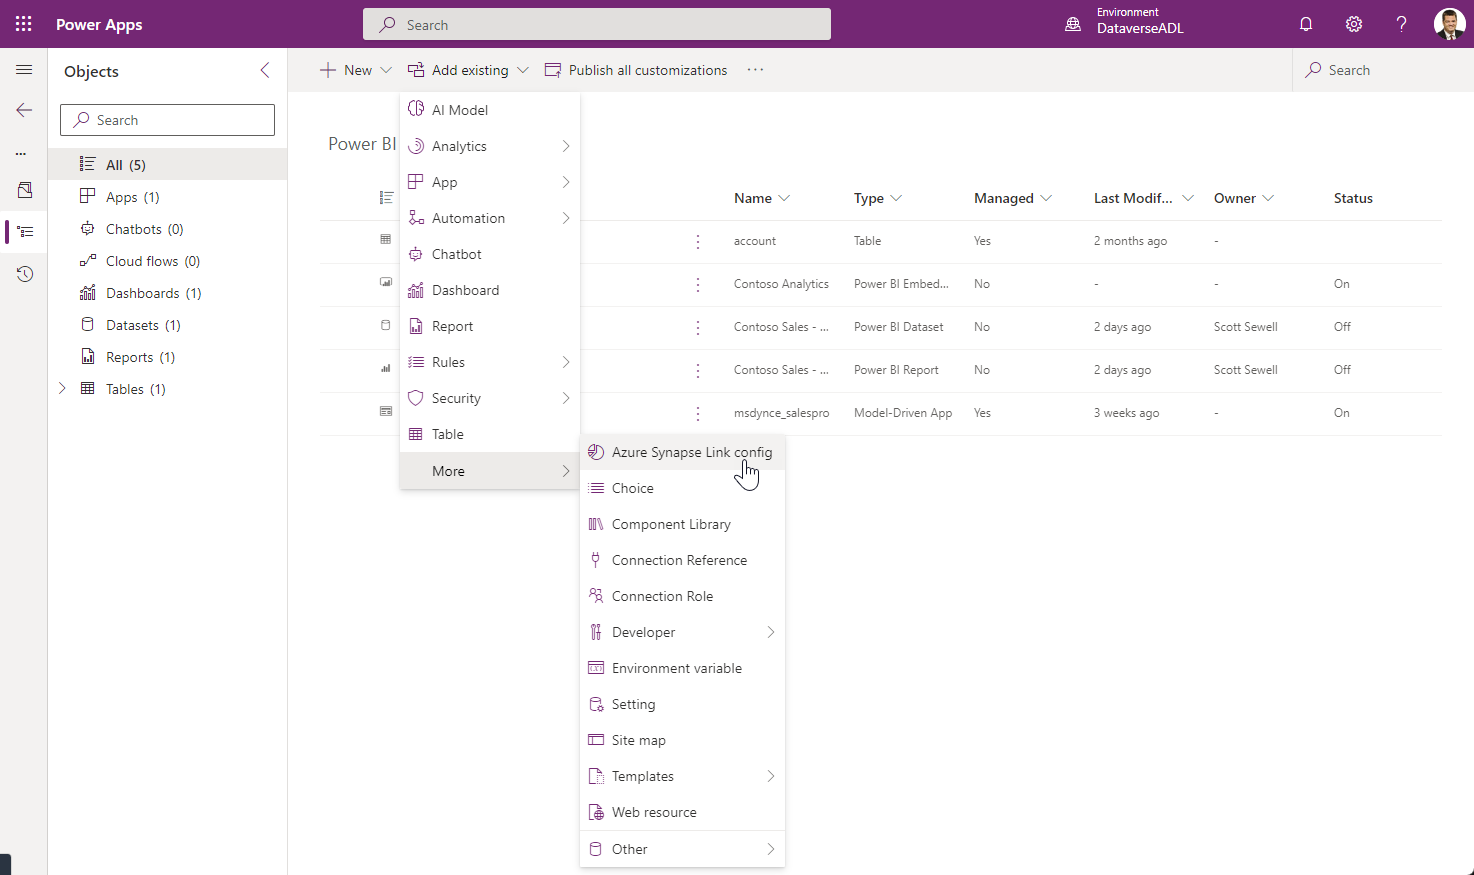 Power Apps
Search
Environment
DataverseADL
Objects
New
Add existing
Publish all customizations
Search
Search
All (5)
Apps (1)
Chatbots (0)
Cloud flows (0)
Dashboards (1)
Datasets (1)
Reports (1)
Tables (1)
Power BI
AI Model
Analytics
App
Automation
Chatbot
Dashboard
Report
Rules
Security
Table
More
Name Type Managed Last Modif... Owner Status
account Table Yes 2 months ago -
Contoso Analytics Power BI Embed... No - - On
Contoso Sales - ... Power BI Dataset No 2 days ago Scott Sewell Off
Contoso Sales - ... Power BI Report No 2 days ago Scott Sewell Off
msdynce_salespro Model-Driven App Yes 3 weeks ago - On
Azure Synapse Link config
Choice
Component Library
Connection Reference
Connection Role
Developer
Environment variable
Setting
Site map
Templates
Web resource
Other